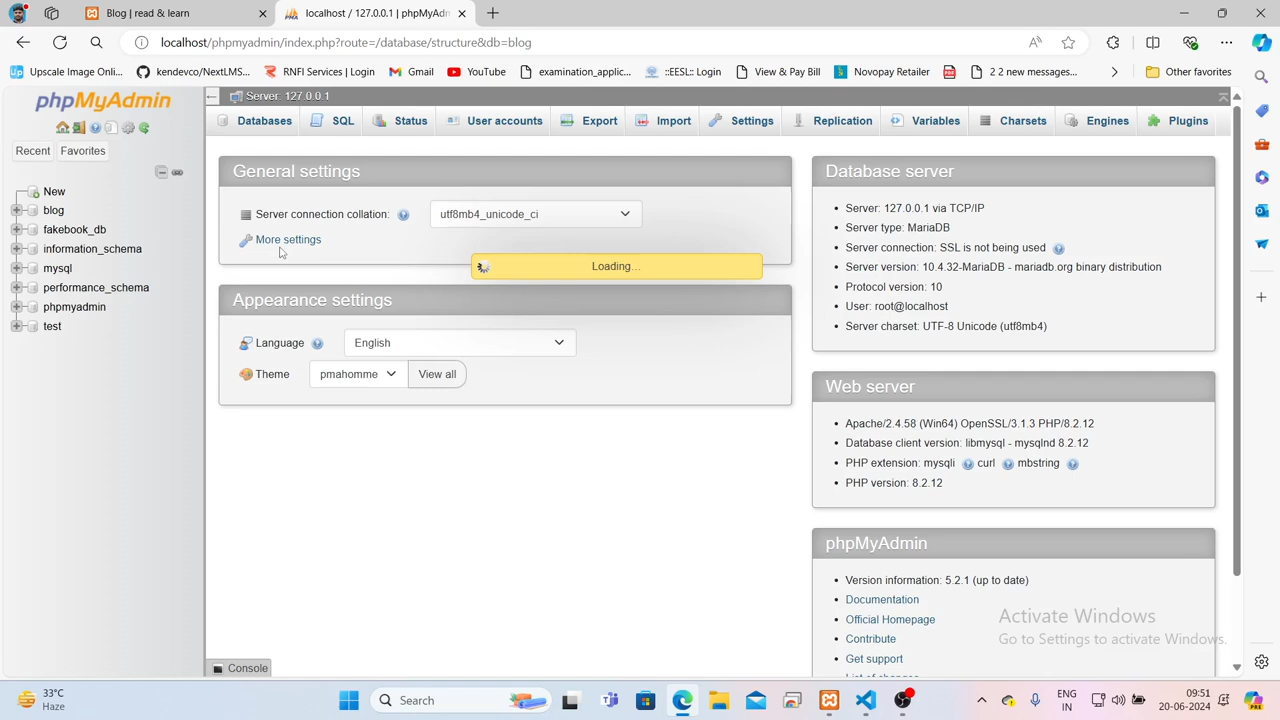 Blog | read & learn
localhost / 127.0.0.1 | phpMyAdm
localhost/phpmyadmin/index.php?route=/database/structure&db=blog
Upscale Image Onli...
kendevco/NextLMS...
RNFI Services | Login
Gmail
YouTube
examination_applic...
::EESL:: Login
View & Pay Bill
Novopay Retailer
2 2 new messages...
Other favorites
phpMyAdmin
Recent
Favorites
New
blog
fakebook_db
information_schema
mysql
performance_schema
phpmyadmin
test
Server: 127.0.0.1
Databases
SQL
Status
User accounts
Export
Import
Settings
Replication
Variables
Charsets
Engines
Plugins
General settings
Server connection collation:
utf8mb4_unicode_ci
More settings
Loading...
Appearance settings
Language
English
Theme
pmahomme
View all
Database server
Server: 127.0.0.1 via TCP/IP
Server type: MariaDB
Server connection: SSL is not being used
Server version: 10.4.32-MariaDB - mariadb.org binary distribution
Protocol version: 10
User: root@localhost
Server charset: UTF-8 Unicode (utf8mb4)
Web server
Apache/2.4.58 (Win64) OpenSSL/3.1.3 PHP/8.2.12
Database client version: libmysql - mysqlnd 8.2.12
PHP extension: mysqli curl mbstring
PHP version: 8.2.12
phpMyAdmin
Version information: 5.2.1 (up to date)
Documentation
Official Homepage
Contribute
Get support
List of changes
Activate Windows
Go to Settings to activate Windows.
Console
33°C
Haze
Search
ENG
IN
09:51
20-06-2024